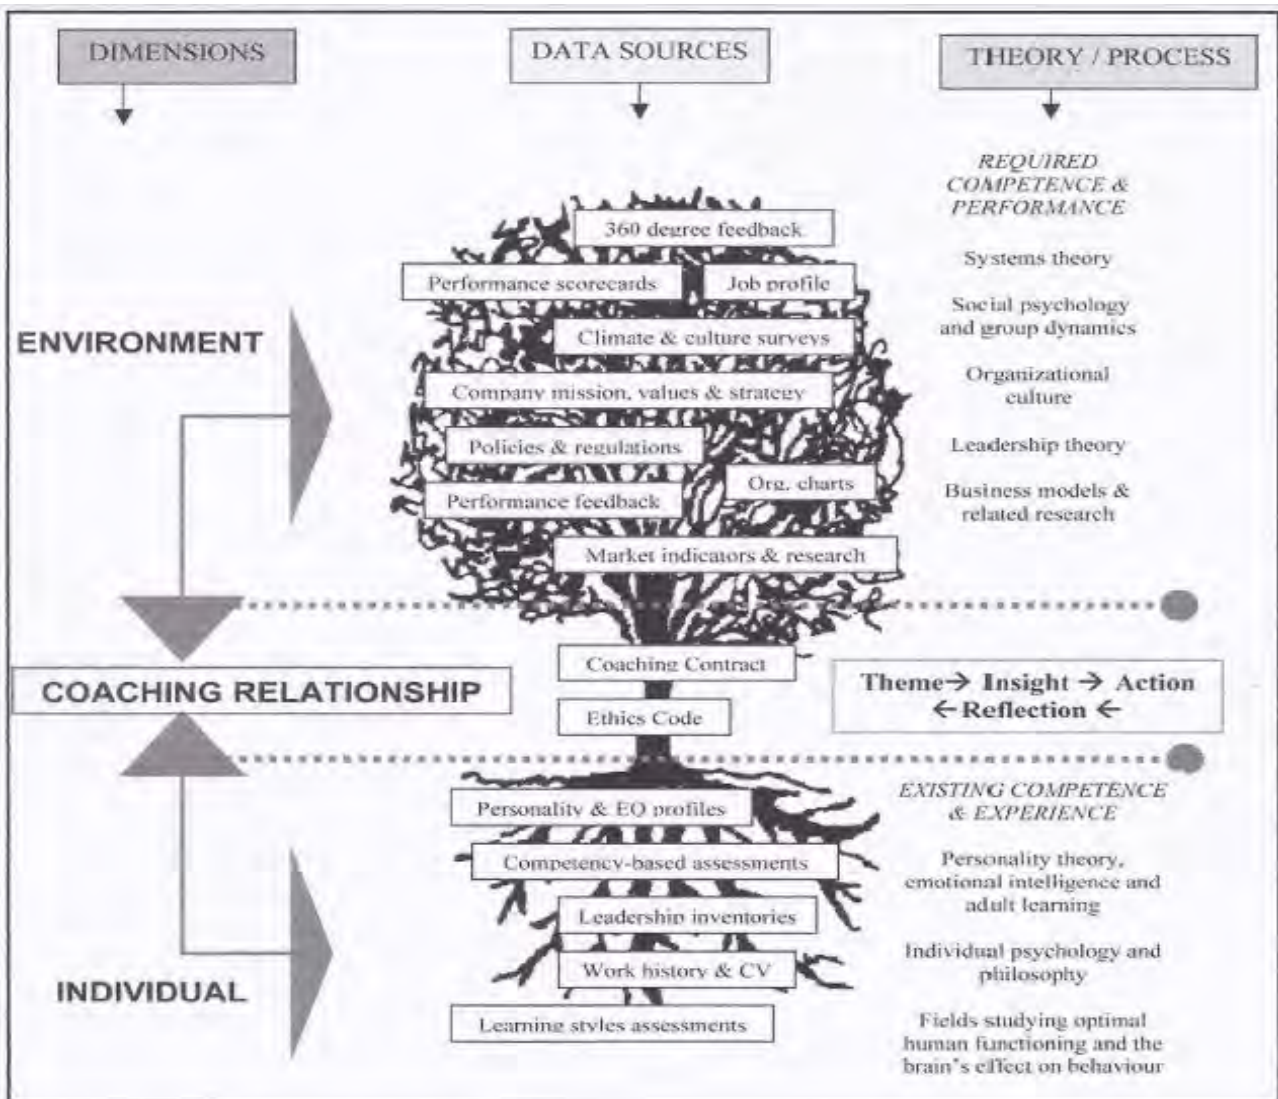 DIMENSIONS
DATA SOURCES
THEORY / PROCESS
REQUIRED
COMPETENCE &
PERFORMANCE
360 degree feedback
Performance scorecards
Job profile
Systems theory
ENVIRONMENT
Climate & culture surveys
Social psychology
and group dynamics
Company mission, values & strategy
Organizational
culture
Policies & regulations
Leadership theory
Performance feedback
Org. charts
Business models &
related research
Market indicators & research
COACHING RELATIONSHIP
Coaching Contract
Ethics Code
Theme→ Insight → Action
←Reflection ←
EXISTING COMPETENCE
& EXPERIENCE
Personality & EQ profiles
Competency-based assessments
Personality theory,
emotional intelligence and
adult learning
Leadership inventories
Individual psychology and
philosophy
Work history & CV
INDIVIDUAL
Learning styles assessments
Fields studying optimal
human functioning and the
brain's effect on behaviour